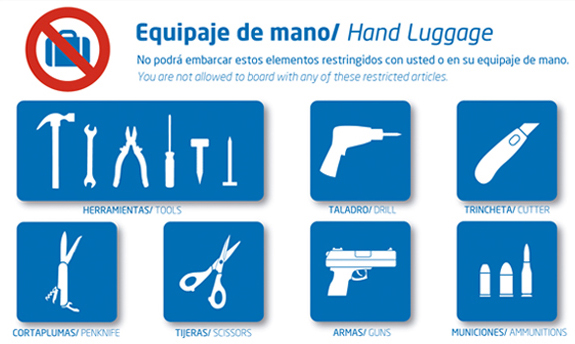 Equipaje de mano/ Hand Luggage
No podrá embarcar estos elementos restringidos con usted o en su equipaje de mano.
You are not allowed to board with any of these restricted articles.
HERRAMIENTAS/ TOOLS
TALADRO/ DRILL
TRINCHETA/ CUTTER
CORTAPLUMAS/ PENKNIFE
TIJERAS/ SCISSORS
ARMAS/ GUNS
MUNICIONES/ AMMUNITIONS